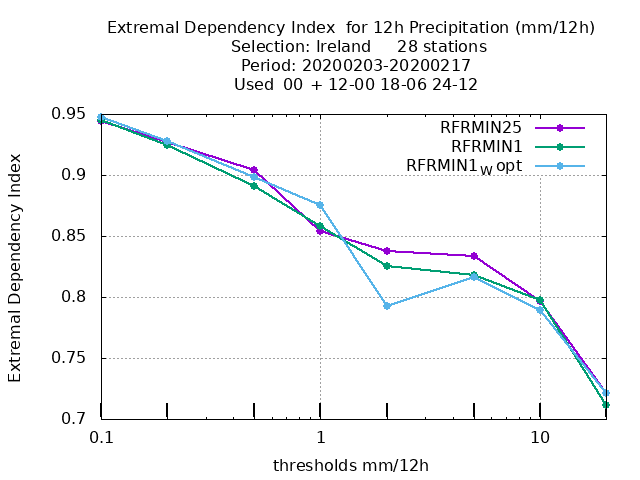 Extremal Dependency Index  for 12h Precipitation (mm/12h)
Selection: Ireland     28 stations
Period: 20200203-20200217
Used  00  + 12-00 18-06 24-12
RFRMIN25
RFRMIN1
RFRMIN1W opt
Extremal Dependency Index
0.95
0.9
0.85
0.8
0.75
0.7
0.1
1
10
thresholds mm/12h